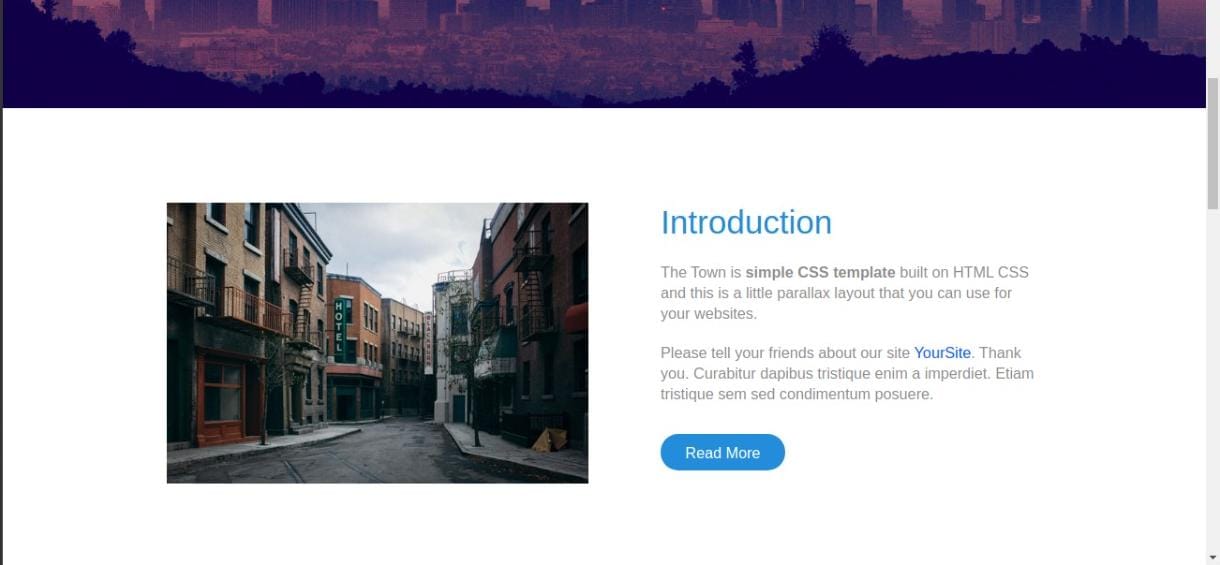 HOTEL
Introduction
The Town is simple CSS template built on HTML CSS
and this is a little parallax layout that you can use for
your websites.
Please tell your friends about our site YourSite. Thank
you. Curabitur dapibus tristique enim a imperdiet. Etiam
tristique sem sed condimentum posuere.
Read More